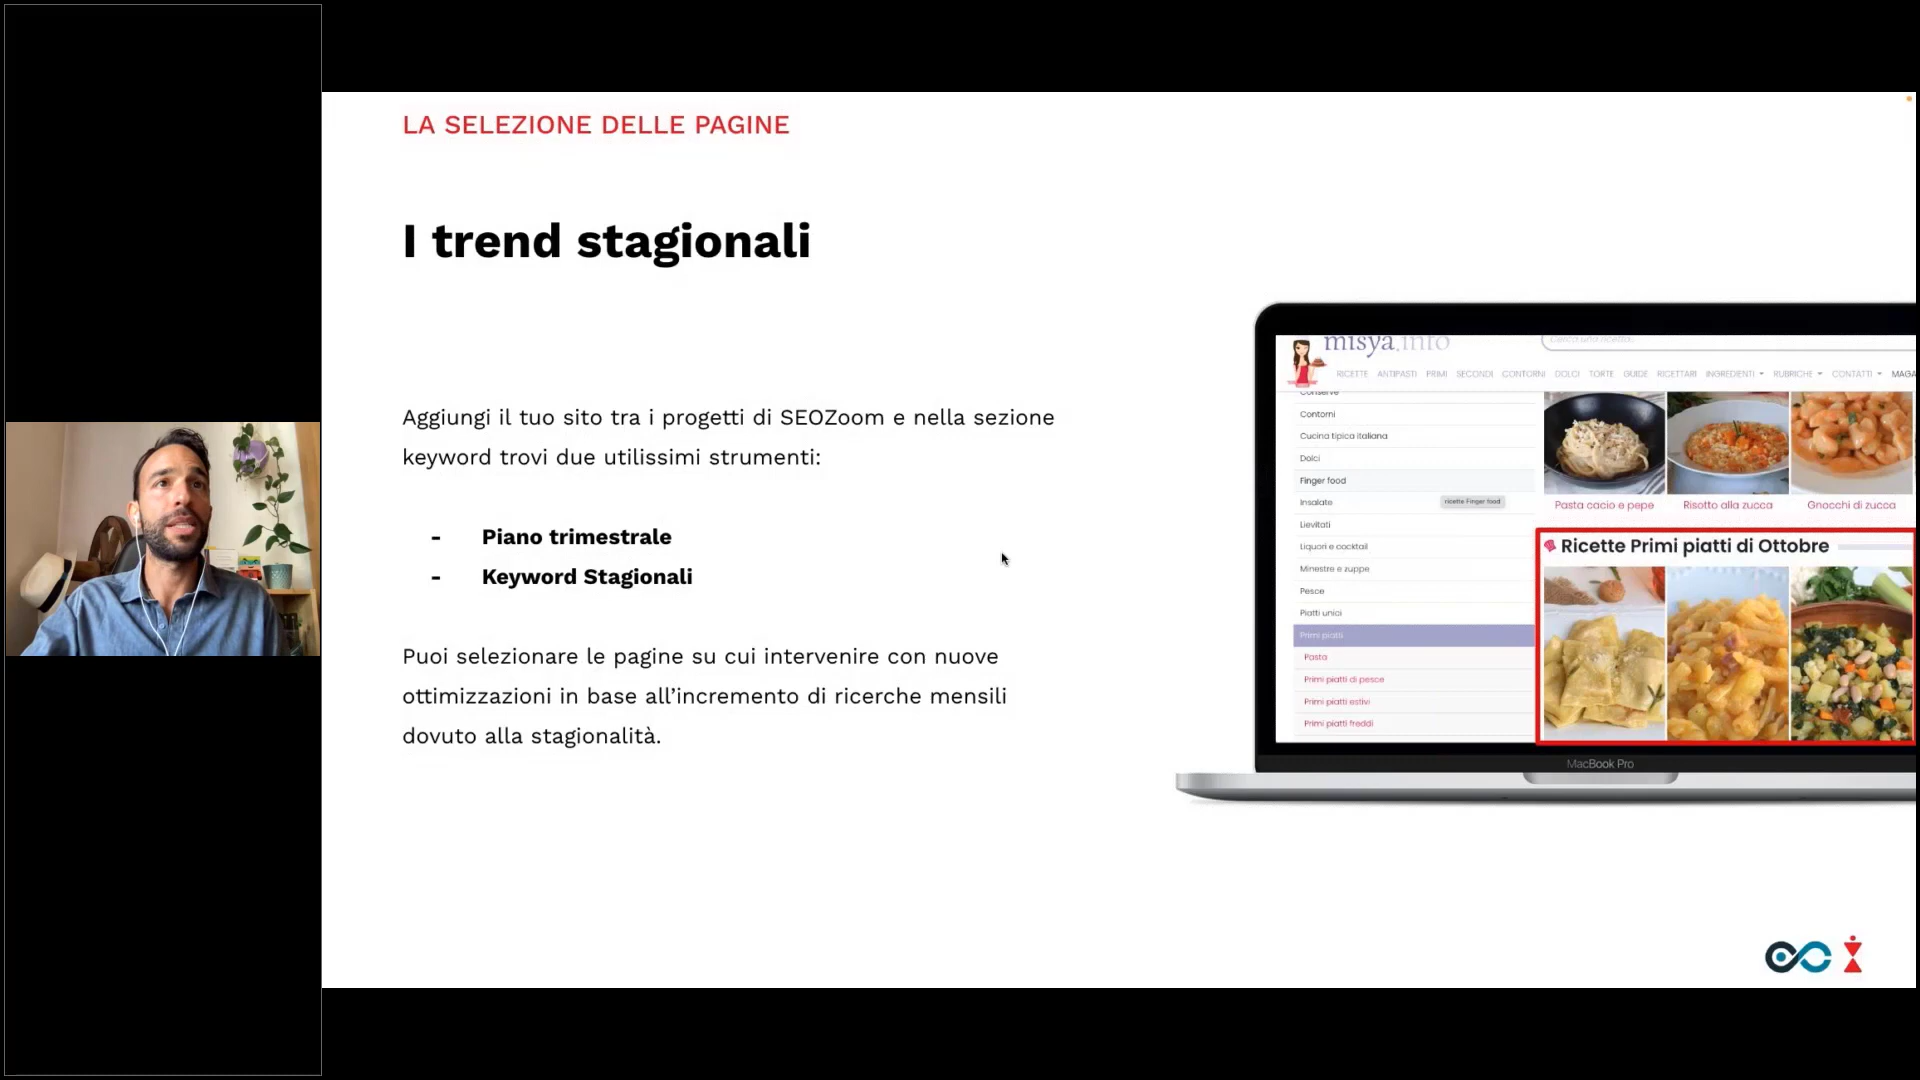 LA SELEZIONE DELLE PAGINE
I trend stagionali
Aggiungi il tuo sito tra i progetti di SEOZoom e nella sezione
keyword trovi due utilissimi strumenti:
- Piano trimestrale
- Keyword Stagionali
Puoi selezionare le pagine su cui intervenire con nuove
ottimizzazioni in base all’incremento di ricerche mensili
dovuto alla stagionalità.
misya.info
Cerca una ricetta...
RICETTE ANTIPASTI PRIMI SECONDI CONTORNI DOLCI TORTE GUIDE RICETTARI INGREDIENTI RUBRICHE CONTATTI MAGA
Conserve
Contorni
Cucina tipica italiana
Dolci
Finger food
Insalate
ricette Finger food
Lievitati
Liquori e cocktail
Minestre e zuppe
Pesce
Piatti unici
Primi piatti
Pasta
Primi piatti di pesce
Primi piatti estivi
Primi piatti freddi
Pasta cacio e pepe
Risotto alla zucca
Gnocchi di zucca
Ricette Primi piatti di Ottobre
MacBook Pro